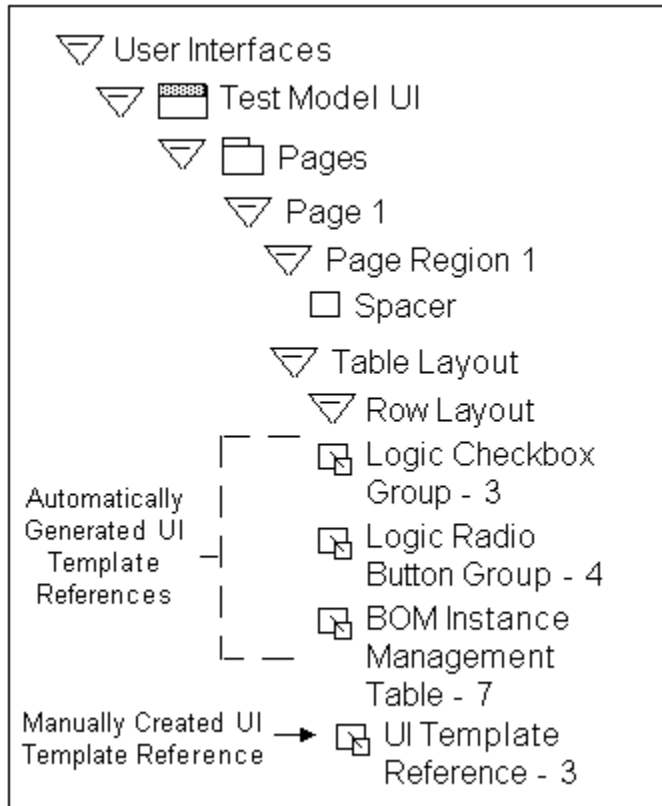 User Interfaces
Test Model UI
Pages
Page 1
Page Region 1
Spacer
Table Layout
Row Layout
Logic Checkbox
Group - 3
Logic Radio
Button Group - 4
BOM Instance
Management
Table - 7
Automatically
Generated UI
Template
References
Manually Created UI
Template Reference
UI Template
Reference - 3